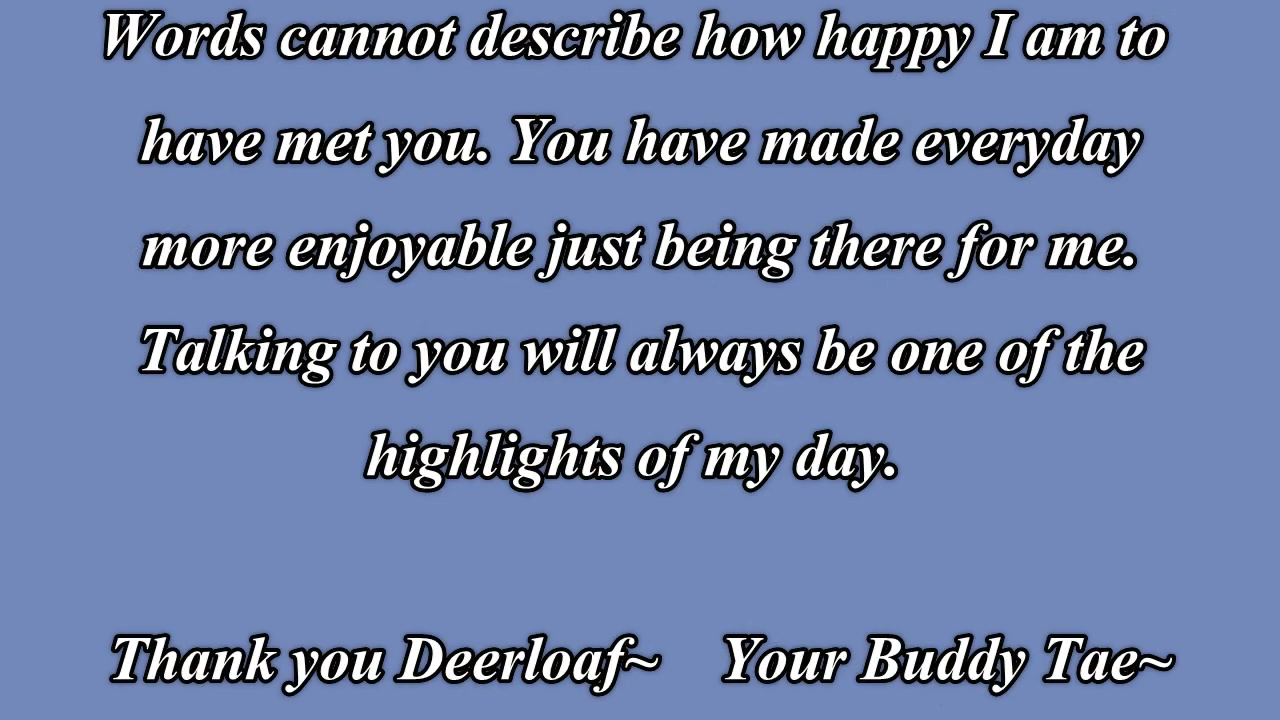 Words cannot describe how happy I am to
have met you. You have made everyday
more enjoyable just being there for me.
Talking to you will always be one of the
highlights of my day.
Thank you Deerloaf~ Your Buddy Tae~